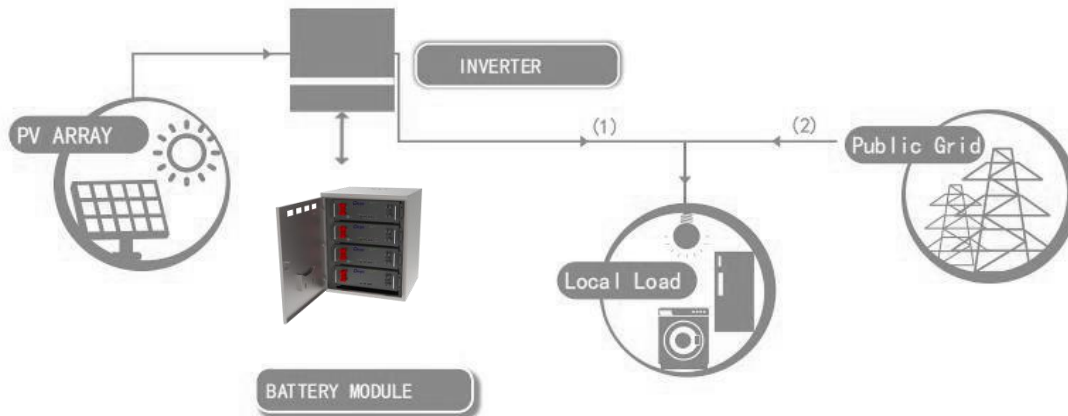 INVERTER
PV ARRAY
(1)
(2)
Public Grid
Local Load
BATTERY MODULE